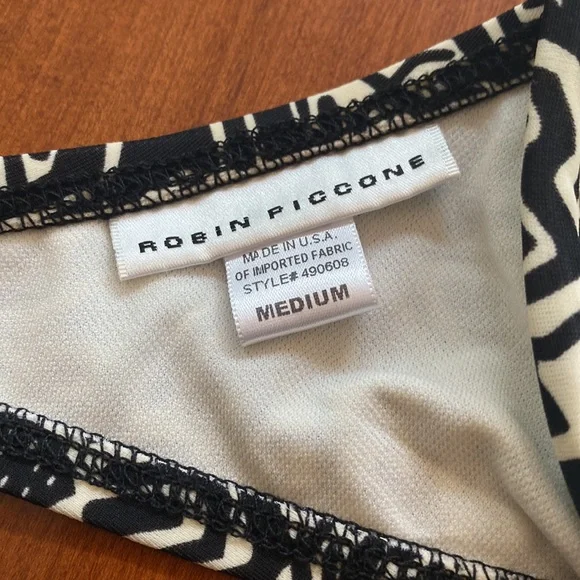 ROBIN PICCONE
MADE IN U.S.A.
OF IMPORTED FABRIC
STYLE# 490608
MEDIUM